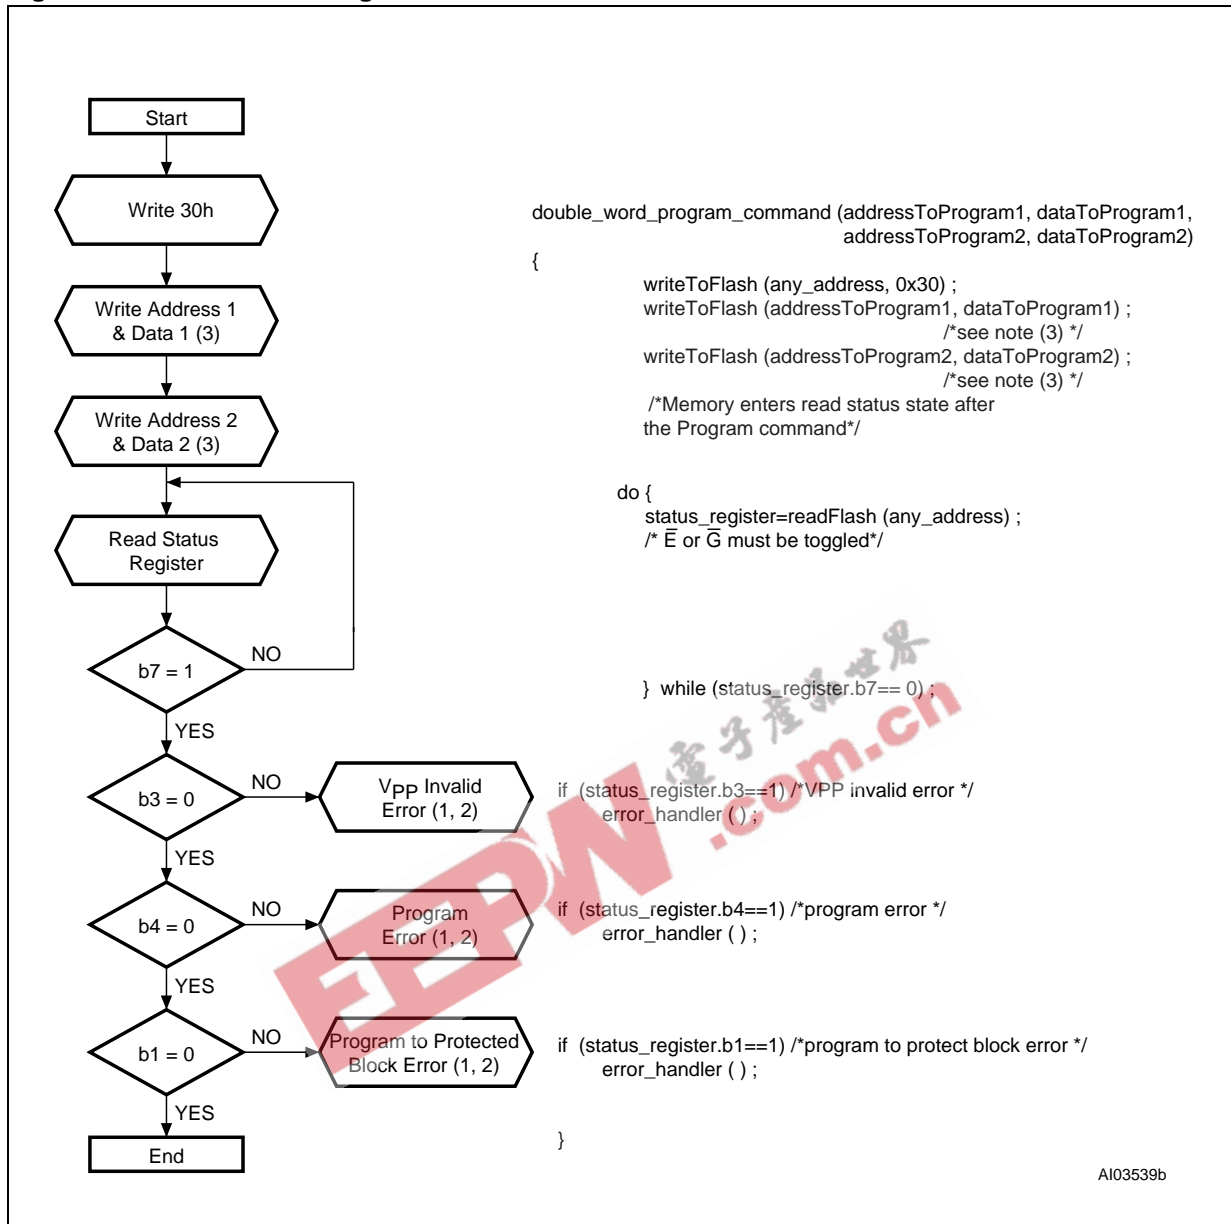 Start
Write 30h
Write Address 1
& Data 1 (3)
Write Address 2
& Data 2 (3)
Read Status
Register
b7 = 1
NO
YES
b3 = 0
NO
VPP Invalid
Error (1, 2)
YES
b4 = 0
NO
Program
Error (1, 2)
YES
b1 = 0
NO
Program to Protected
Block Error (1, 2)
YES
End
double_word_program_command (addressToProgram1, dataToProgram1,
addressToProgram2, dataToProgram2)
{
writeToFlash (any_address, 0x30) ;
writeToFlash (addressToProgram1, dataToProgram1) ;
/*see note (3) */
writeToFlash (addressToProgram2, dataToProgram2) ;
/*see note (3) */
/*Memory enters read status state after
the Program command*/
do {
status_register=readFlash (any_address) ;
/* E̅ or G̅ must be toggled*/
} while (status_register.b7== 0) ;
if (status_register.b3==1) /*VPP invalid error */
error_handler ( ) ;
if (status_register.b4==1) /*program error */
error_handler ( ) ;
if (status_register.b1==1) /*program to protect block error */
error_handler ( ) ;
}
AI03539b
EEPW
.com.cn
電子產品世界